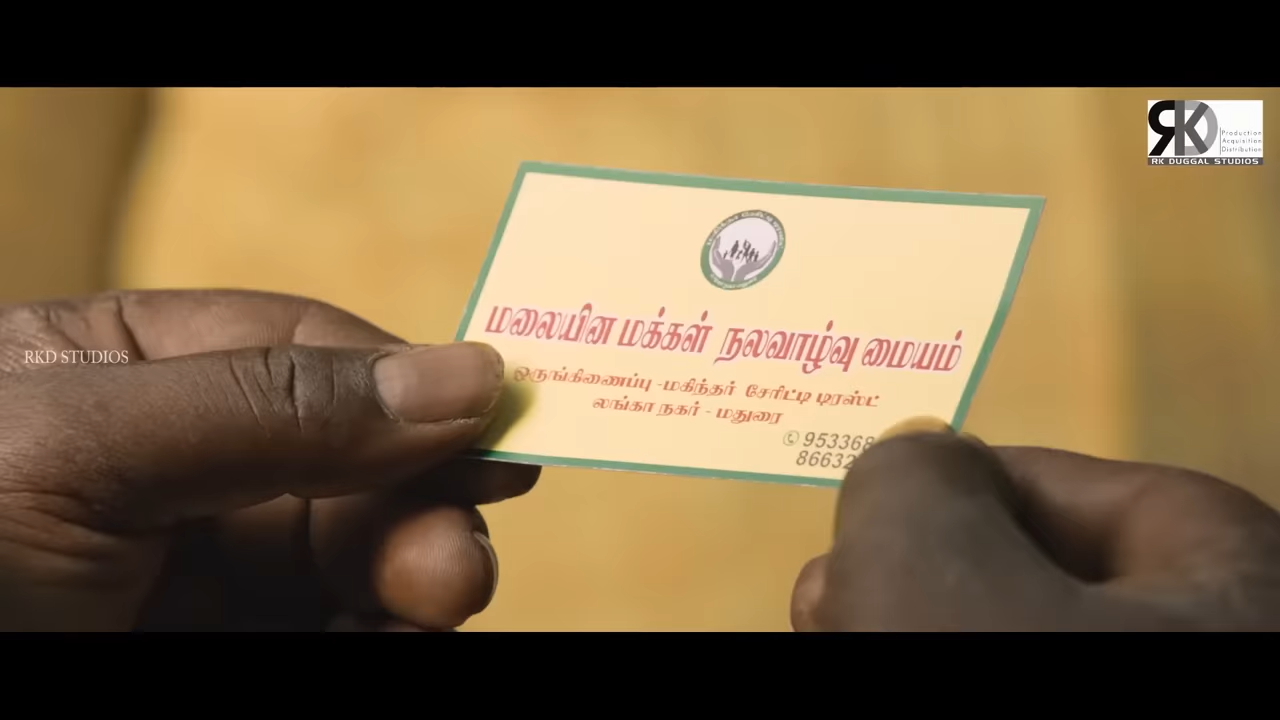 RK
Production
Acquisition
Distribution
RK DUGGAL STUDIOS
மலையின மக்கள் நலவாழ்வு மையம்
ஒருங்கிணைப்பு - மகிந்தர் சேரிட்டி டிரஸ்ட்
லங்கா நகர் - மதுரை
953368
86632
RKD STUDIOS